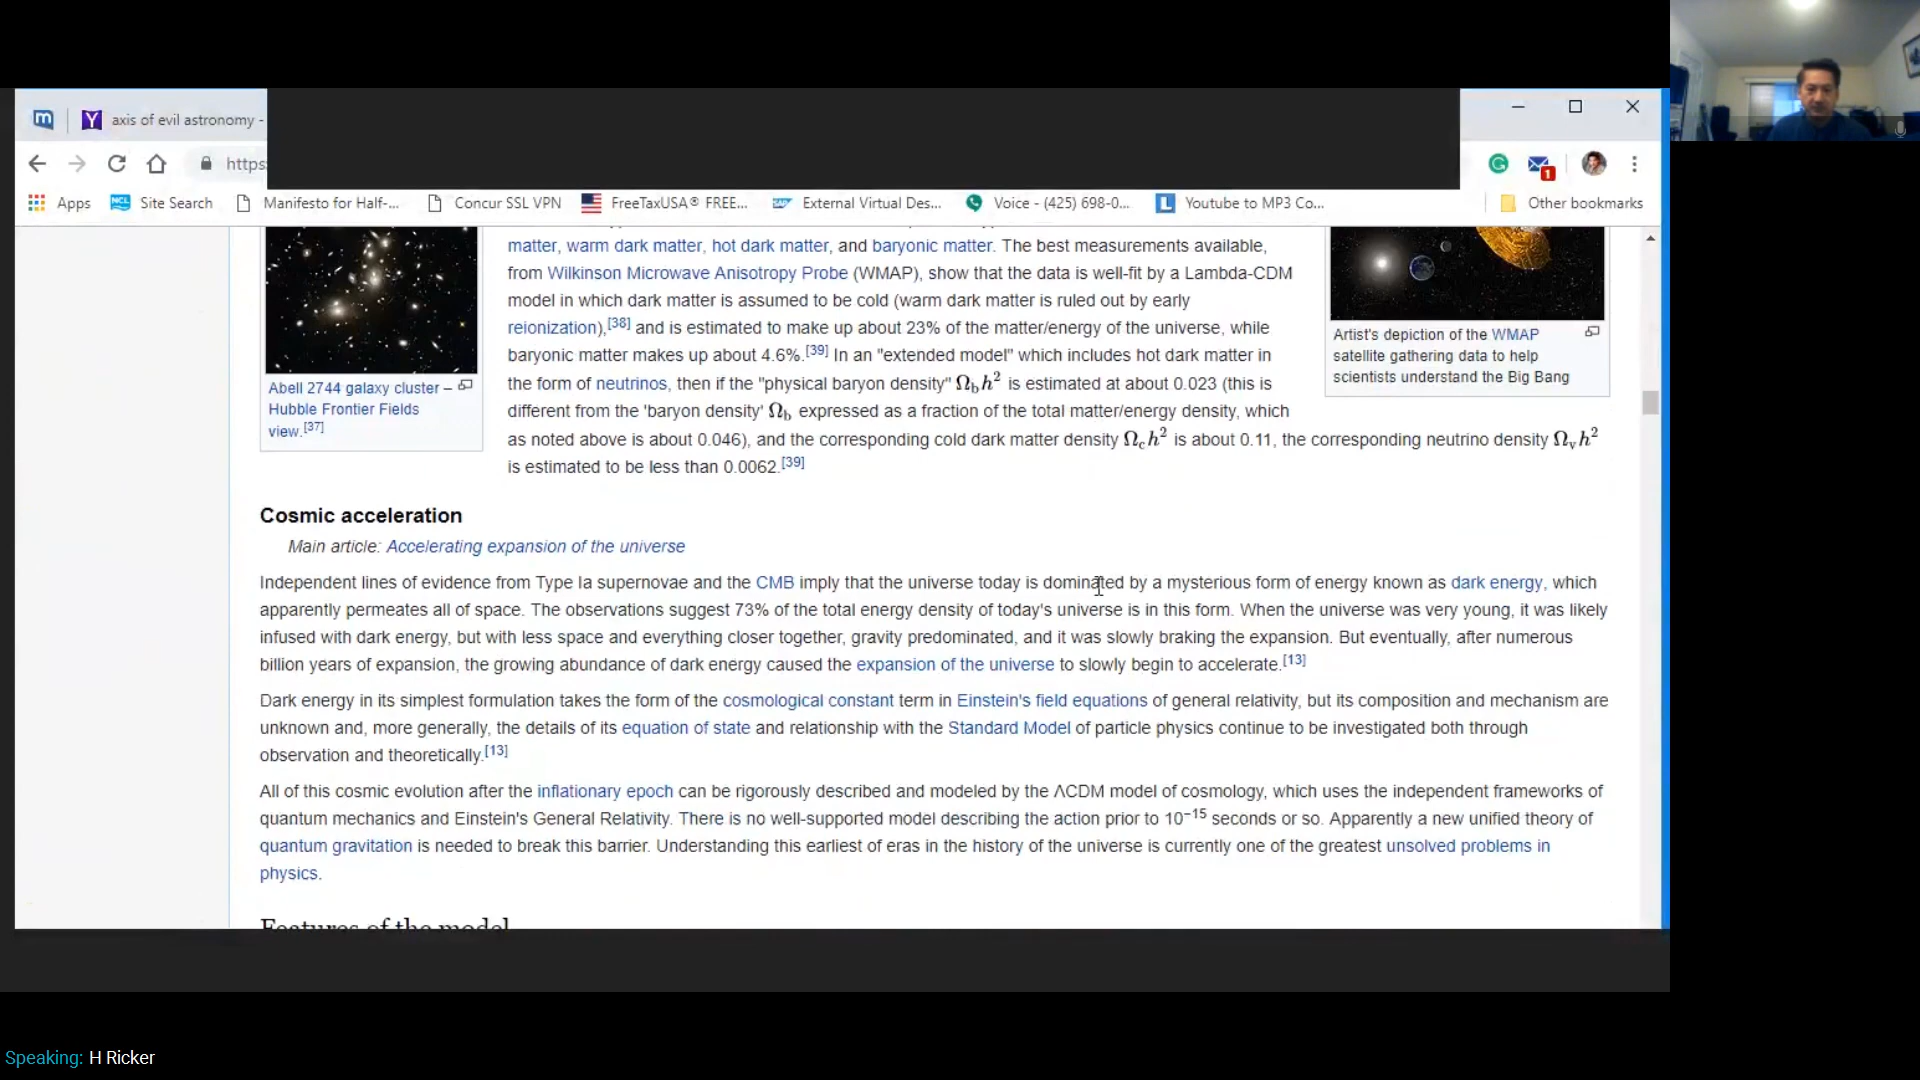 axis of evil astronomy -
https:
Apps
Site Search
Manifesto for Half-...
Concur SSL VPN
FreeTaxUSA® FREE...
External Virtual Des...
Voice - (425) 698-0...
Youtube to MP3 Co...
Other bookmarks
matter, warm dark matter, hot dark matter, and baryonic matter. The best measurements available,
from Wilkinson Microwave Anisotropy Probe (WMAP), show that the data is well-fit by a Lambda-CDM
model in which dark matter is assumed to be cold (warm dark matter is ruled out by early
reionization),[38] and is estimated to make up about 23% of the matter/energy of the universe, while
baryonic matter makes up about 4.6%.[39] In an "extended model" which includes hot dark matter in
the form of neutrinos, then if the "physical baryon density" Ωbh² is estimated at about 0.023 (this is
different from the 'baryon density' Ωb expressed as a fraction of the total matter/energy density, which
as noted above is about 0.046), and the corresponding cold dark matter density Ωch² is about 0.11, the corresponding neutrino density Ωvh²
is estimated to be less than 0.0062.[39]
Abell 2744 galaxy cluster –
Hubble Frontier Fields
view.[37]
Artist's depiction of the WMAP
satellite gathering data to help
scientists understand the Big Bang
Cosmic acceleration
Main article: Accelerating expansion of the universe
Independent lines of evidence from Type Ia supernovae and the CMB imply that the universe today is dominated by a mysterious form of energy known as dark energy, which
apparently permeates all of space. The observations suggest 73% of the total energy density of today's universe is in this form. When the universe was very young, it was likely
infused with dark energy, but with less space and everything closer together, gravity predominated, and it was slowly braking the expansion. But eventually, after numerous
billion years of expansion, the growing abundance of dark energy caused the expansion of the universe to slowly begin to accelerate.[13]
Dark energy in its simplest formulation takes the form of the cosmological constant term in Einstein's field equations of general relativity, but its composition and mechanism are
unknown and, more generally, the details of its equation of state and relationship with the Standard Model of particle physics continue to be investigated both through
observation and theoretically.[13]
All of this cosmic evolution after the inflationary epoch can be rigorously described and modeled by the ΛCDM model of cosmology, which uses the independent frameworks of
quantum mechanics and Einstein's General Relativity. There is no well-supported model describing the action prior to 10⁻¹⁵ seconds or so. Apparently a new unified theory of
quantum gravitation is needed to break this barrier. Understanding this earliest of eras in the history of the universe is currently one of the greatest unsolved problems in
physics.
Features of the model
Speaking: H Ricker